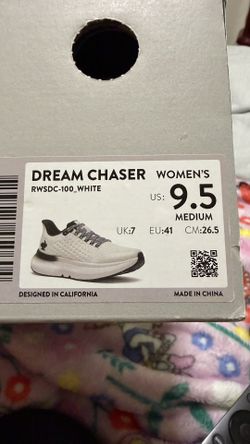 DREAM CHASER WOMEN'S
RWSDC-100_WHITE
US: 9.5
MEDIUM
UK:7 EU:41 CM:26.5
DESIGNED IN CALIFORNIA MADE IN CHINA